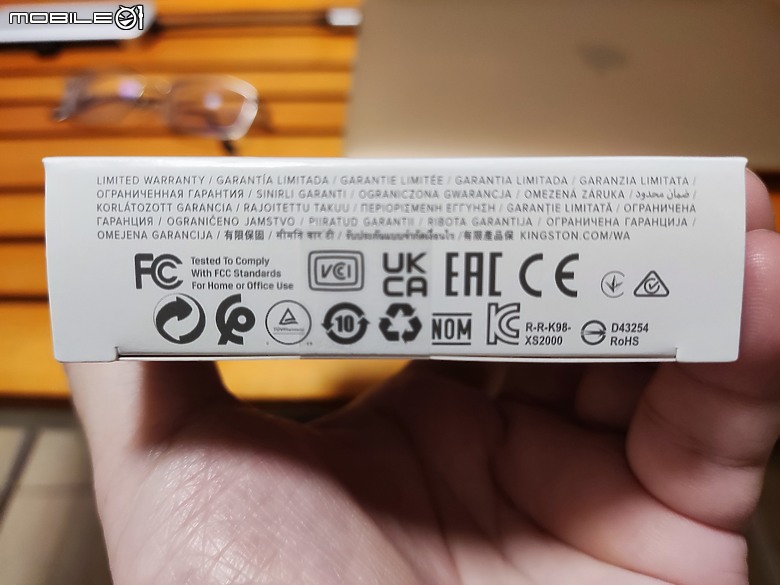 MOBILE01
LIMITED WARRANTY / GARANTÍA LIMITADA / GARANTIE LIMITÉE / GARANTIA LIMITADA / GARANZIA LIMITATA /
ОГРАНИЧЕННАЯ ГАРАНТИЯ / SINIRLI GARANTI / OGRANICZONA GWARANCJA / OMEZENÁ ZÁRUKA / ضمان محدود /
KORLÁTOZOTT GARANCIA / RAJOITETTU TAKUU / ΠΕΡΙΟΡΙΣΜΕΝΗ ΕΓΓΥΗΣΗ / GARANTIE LIMITATĂ / ОГРАНИЧЕНА
ГАРАНЦИЯ / OGRANIČENO JAMSTVO / PIIRATUD GARANTII / RIBOTA GARANTIJA / ОГРАНИЧЕНА ГАРАНЦИЈА /
OMEJENA GARANCIJA / 有限保固 / सीमित वारंटी / รับประกันแบบจำกัดเงื่อนไข / 有限產品保 KINGSTON.COM/WA
FC Tested To Comply
With FCC Standards
For Home or Office Use
VCCI UK CA EAC CE
10 NOM KC R-R-K98-
XS2000
D43254
RoHS